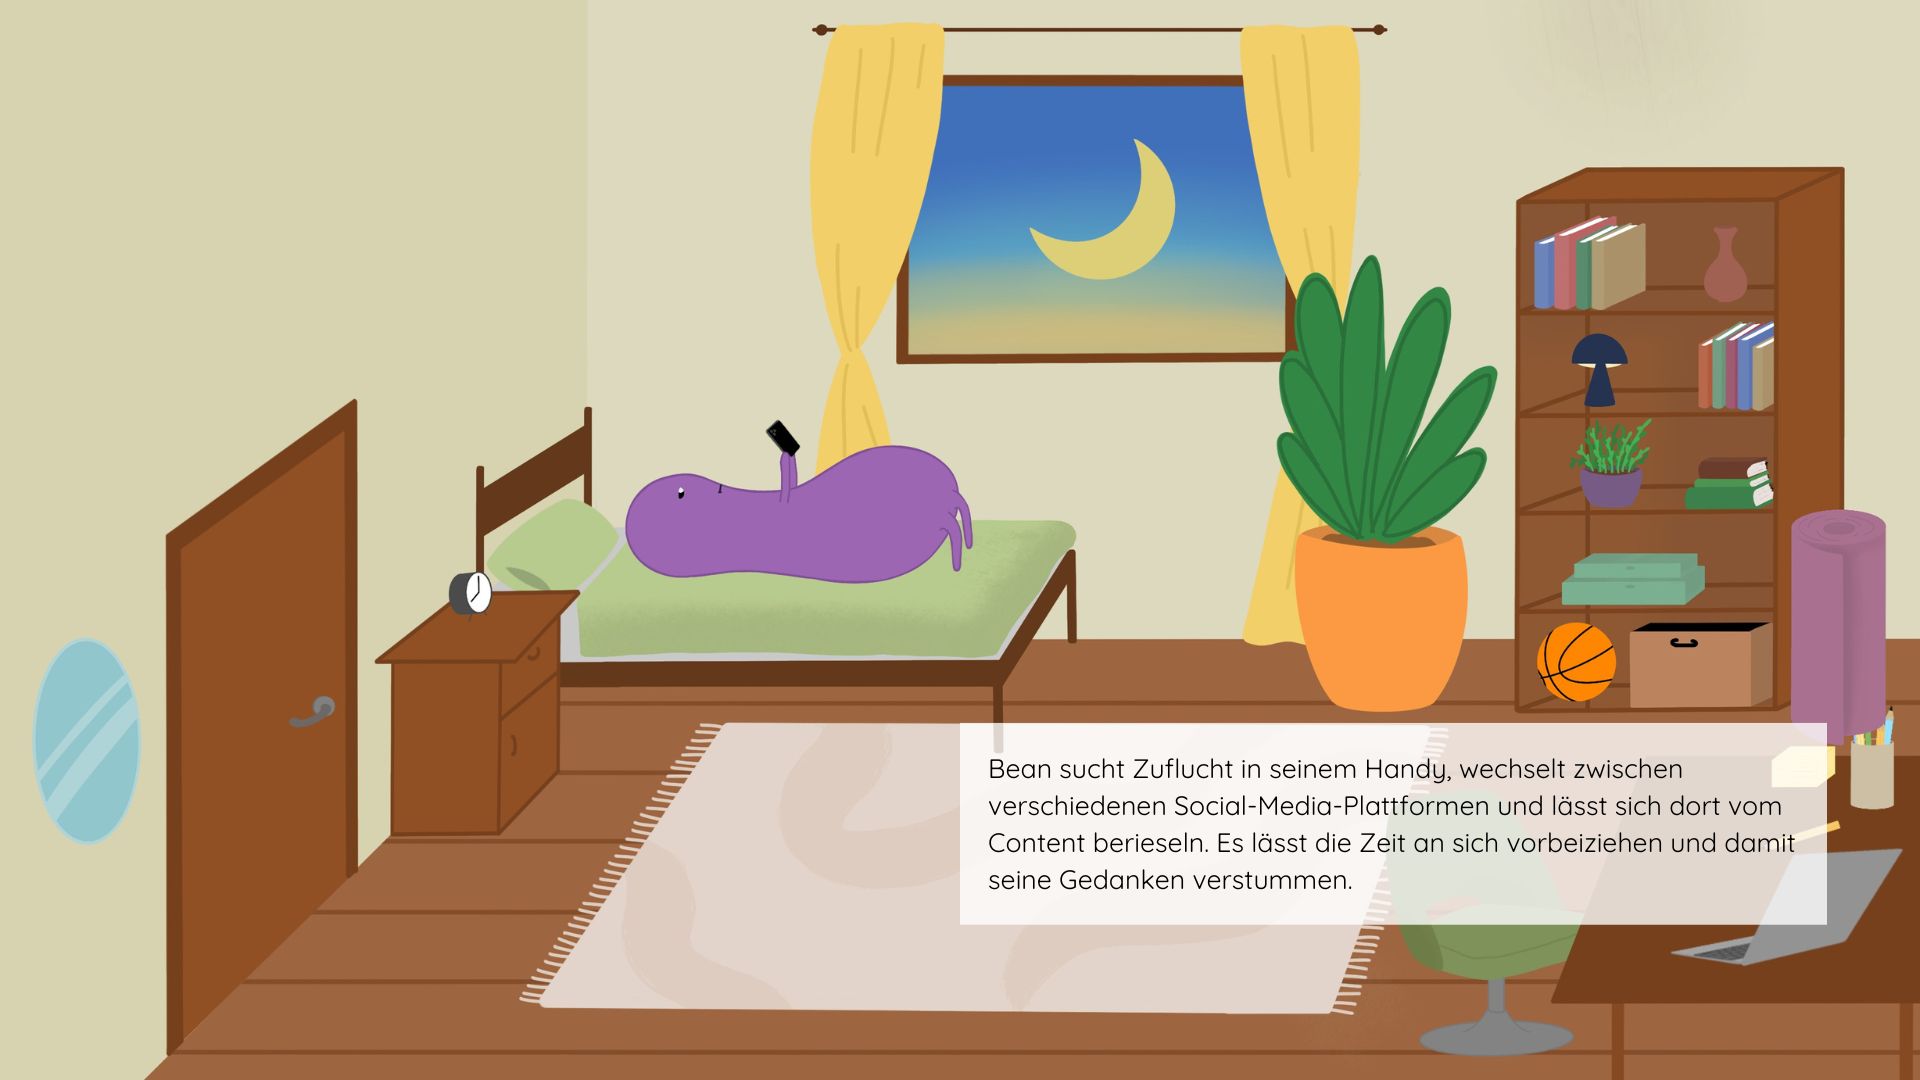 Bean sucht Zuflucht in seinem Handy, wechselt zwischen
verschiedenen Social-Media-Plattformen und lässt sich dort vom
Content berieseln. Es lässt die Zeit an sich vorbeiziehen und damit
seine Gedanken verstummen.